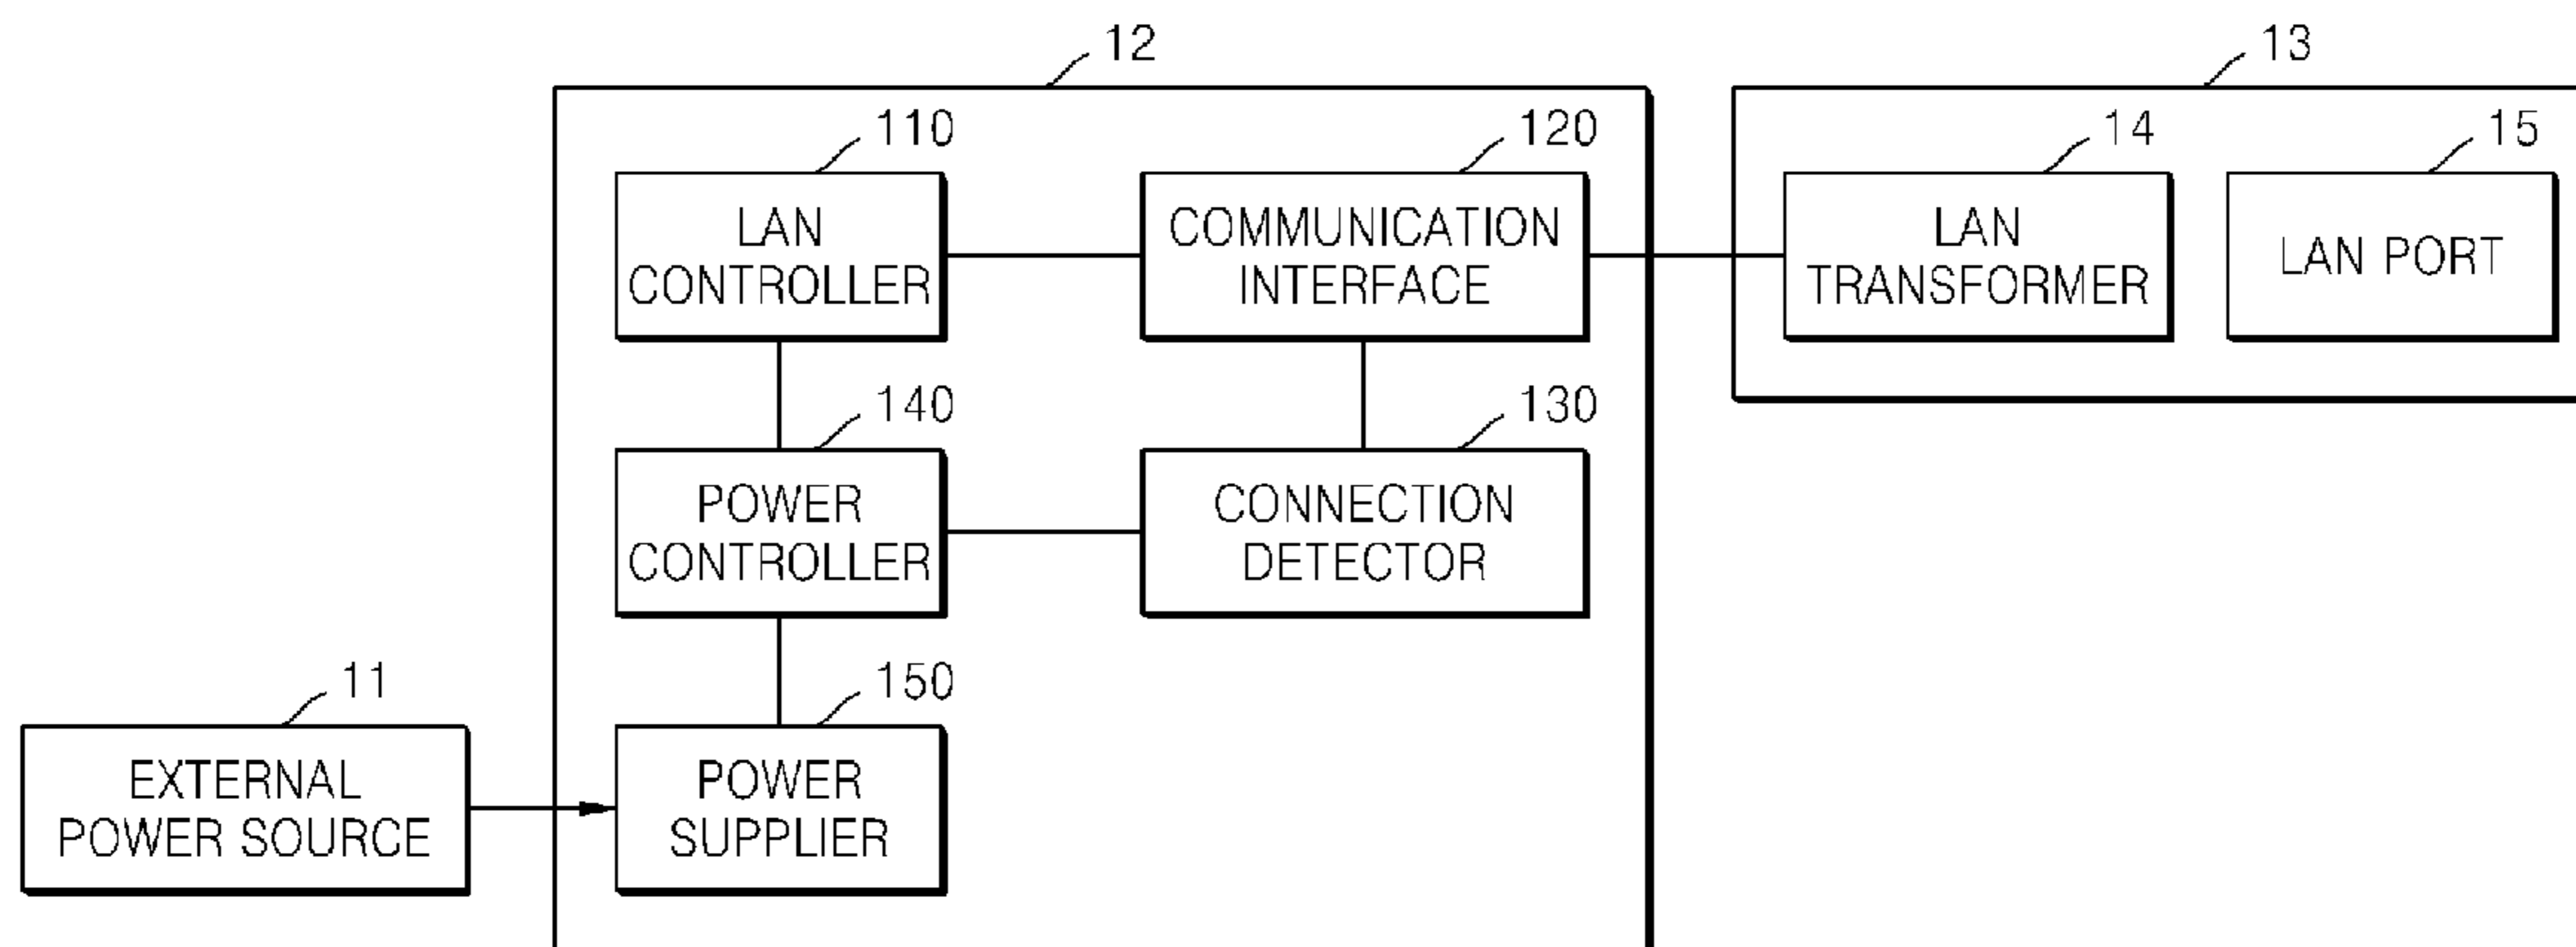 12
13
110
120
14
15
LAN
CONTROLLER
COMMUNICATION
INTERFACE
LAN
TRANSFORMER
LAN PORT
140
130
POWER
CONTROLLER
CONNECTION
DETECTOR
11
150
EXTERNAL
POWER SOURCE
POWER
SUPPLIER